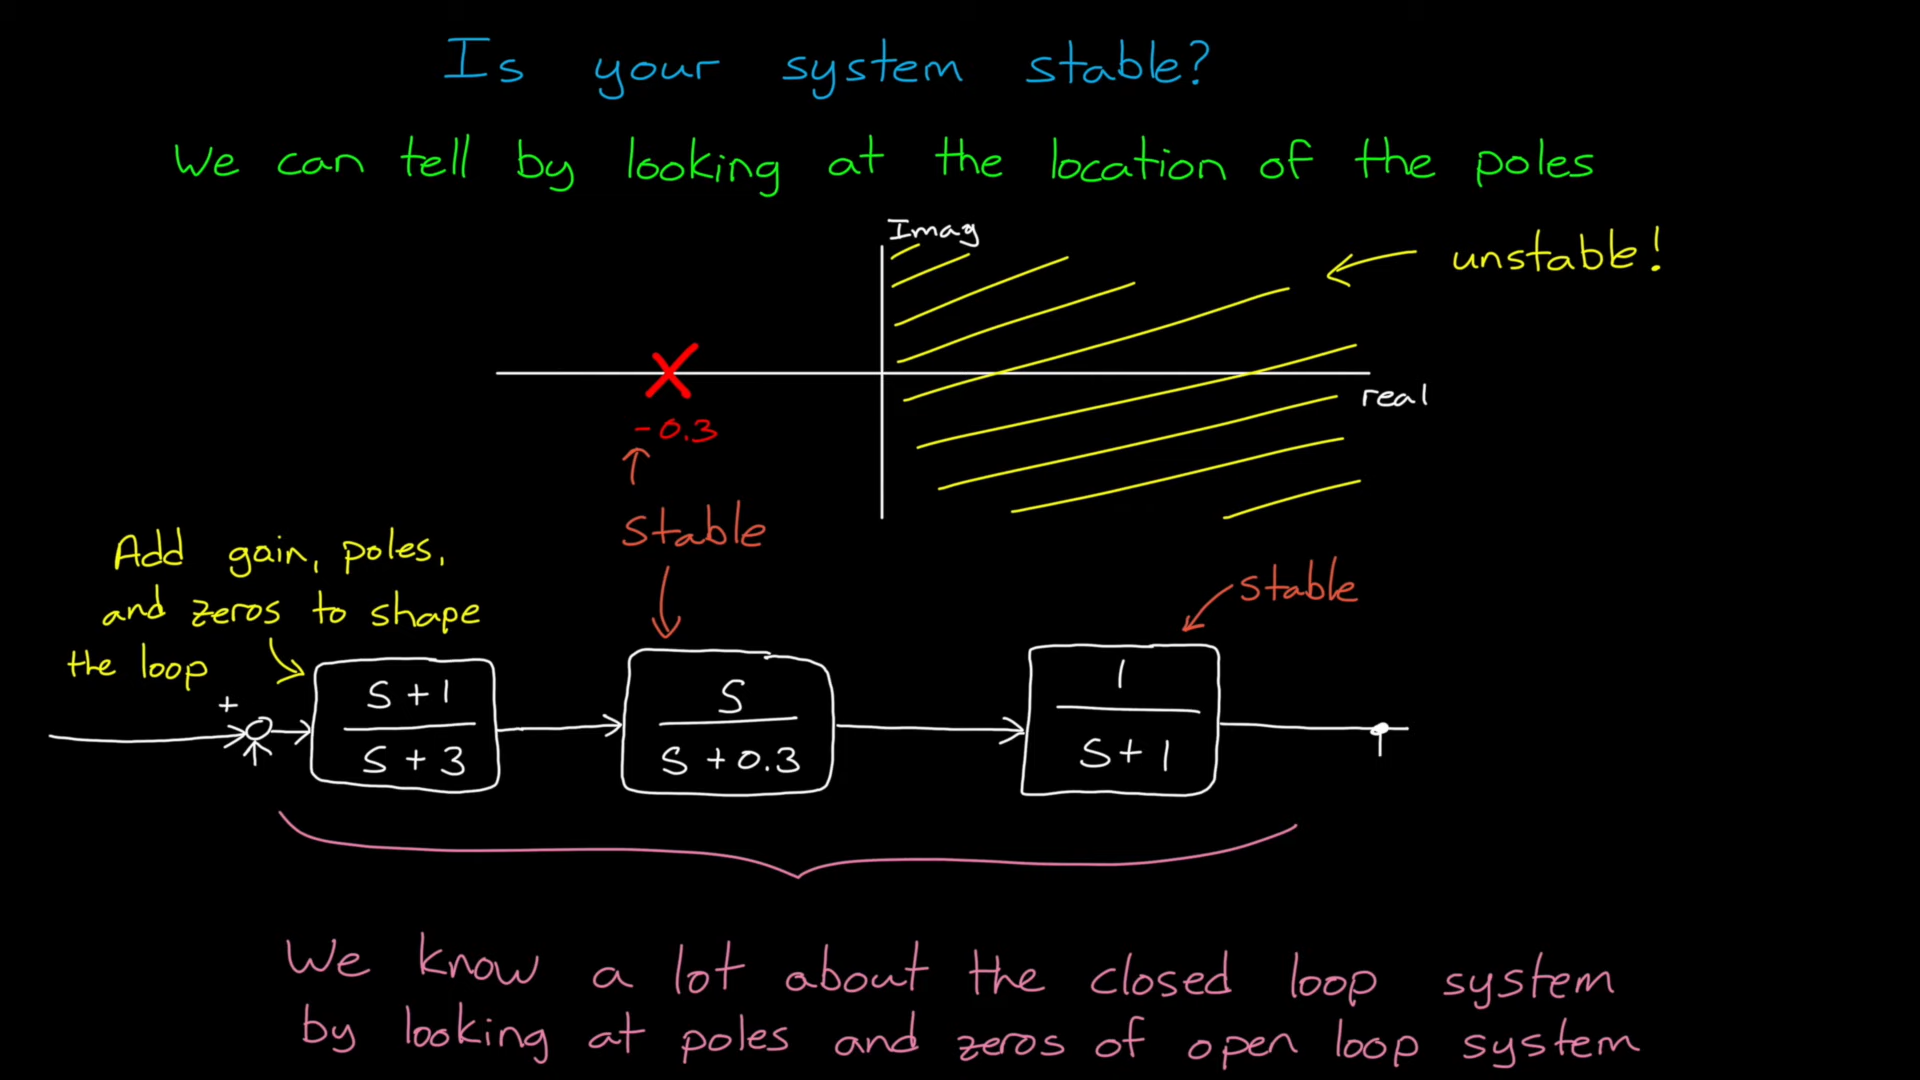 Is your system stable?
We can tell by looking at the location of the poles
Imag
unstable!
real
-0.3
stable
Add gain, poles,
and zeros to shape
the loop
stable
+
S+1
S+3
S
S+0.3
1
S+1
We know a lot about the closed loop system
by looking at poles and zeros of open loop system